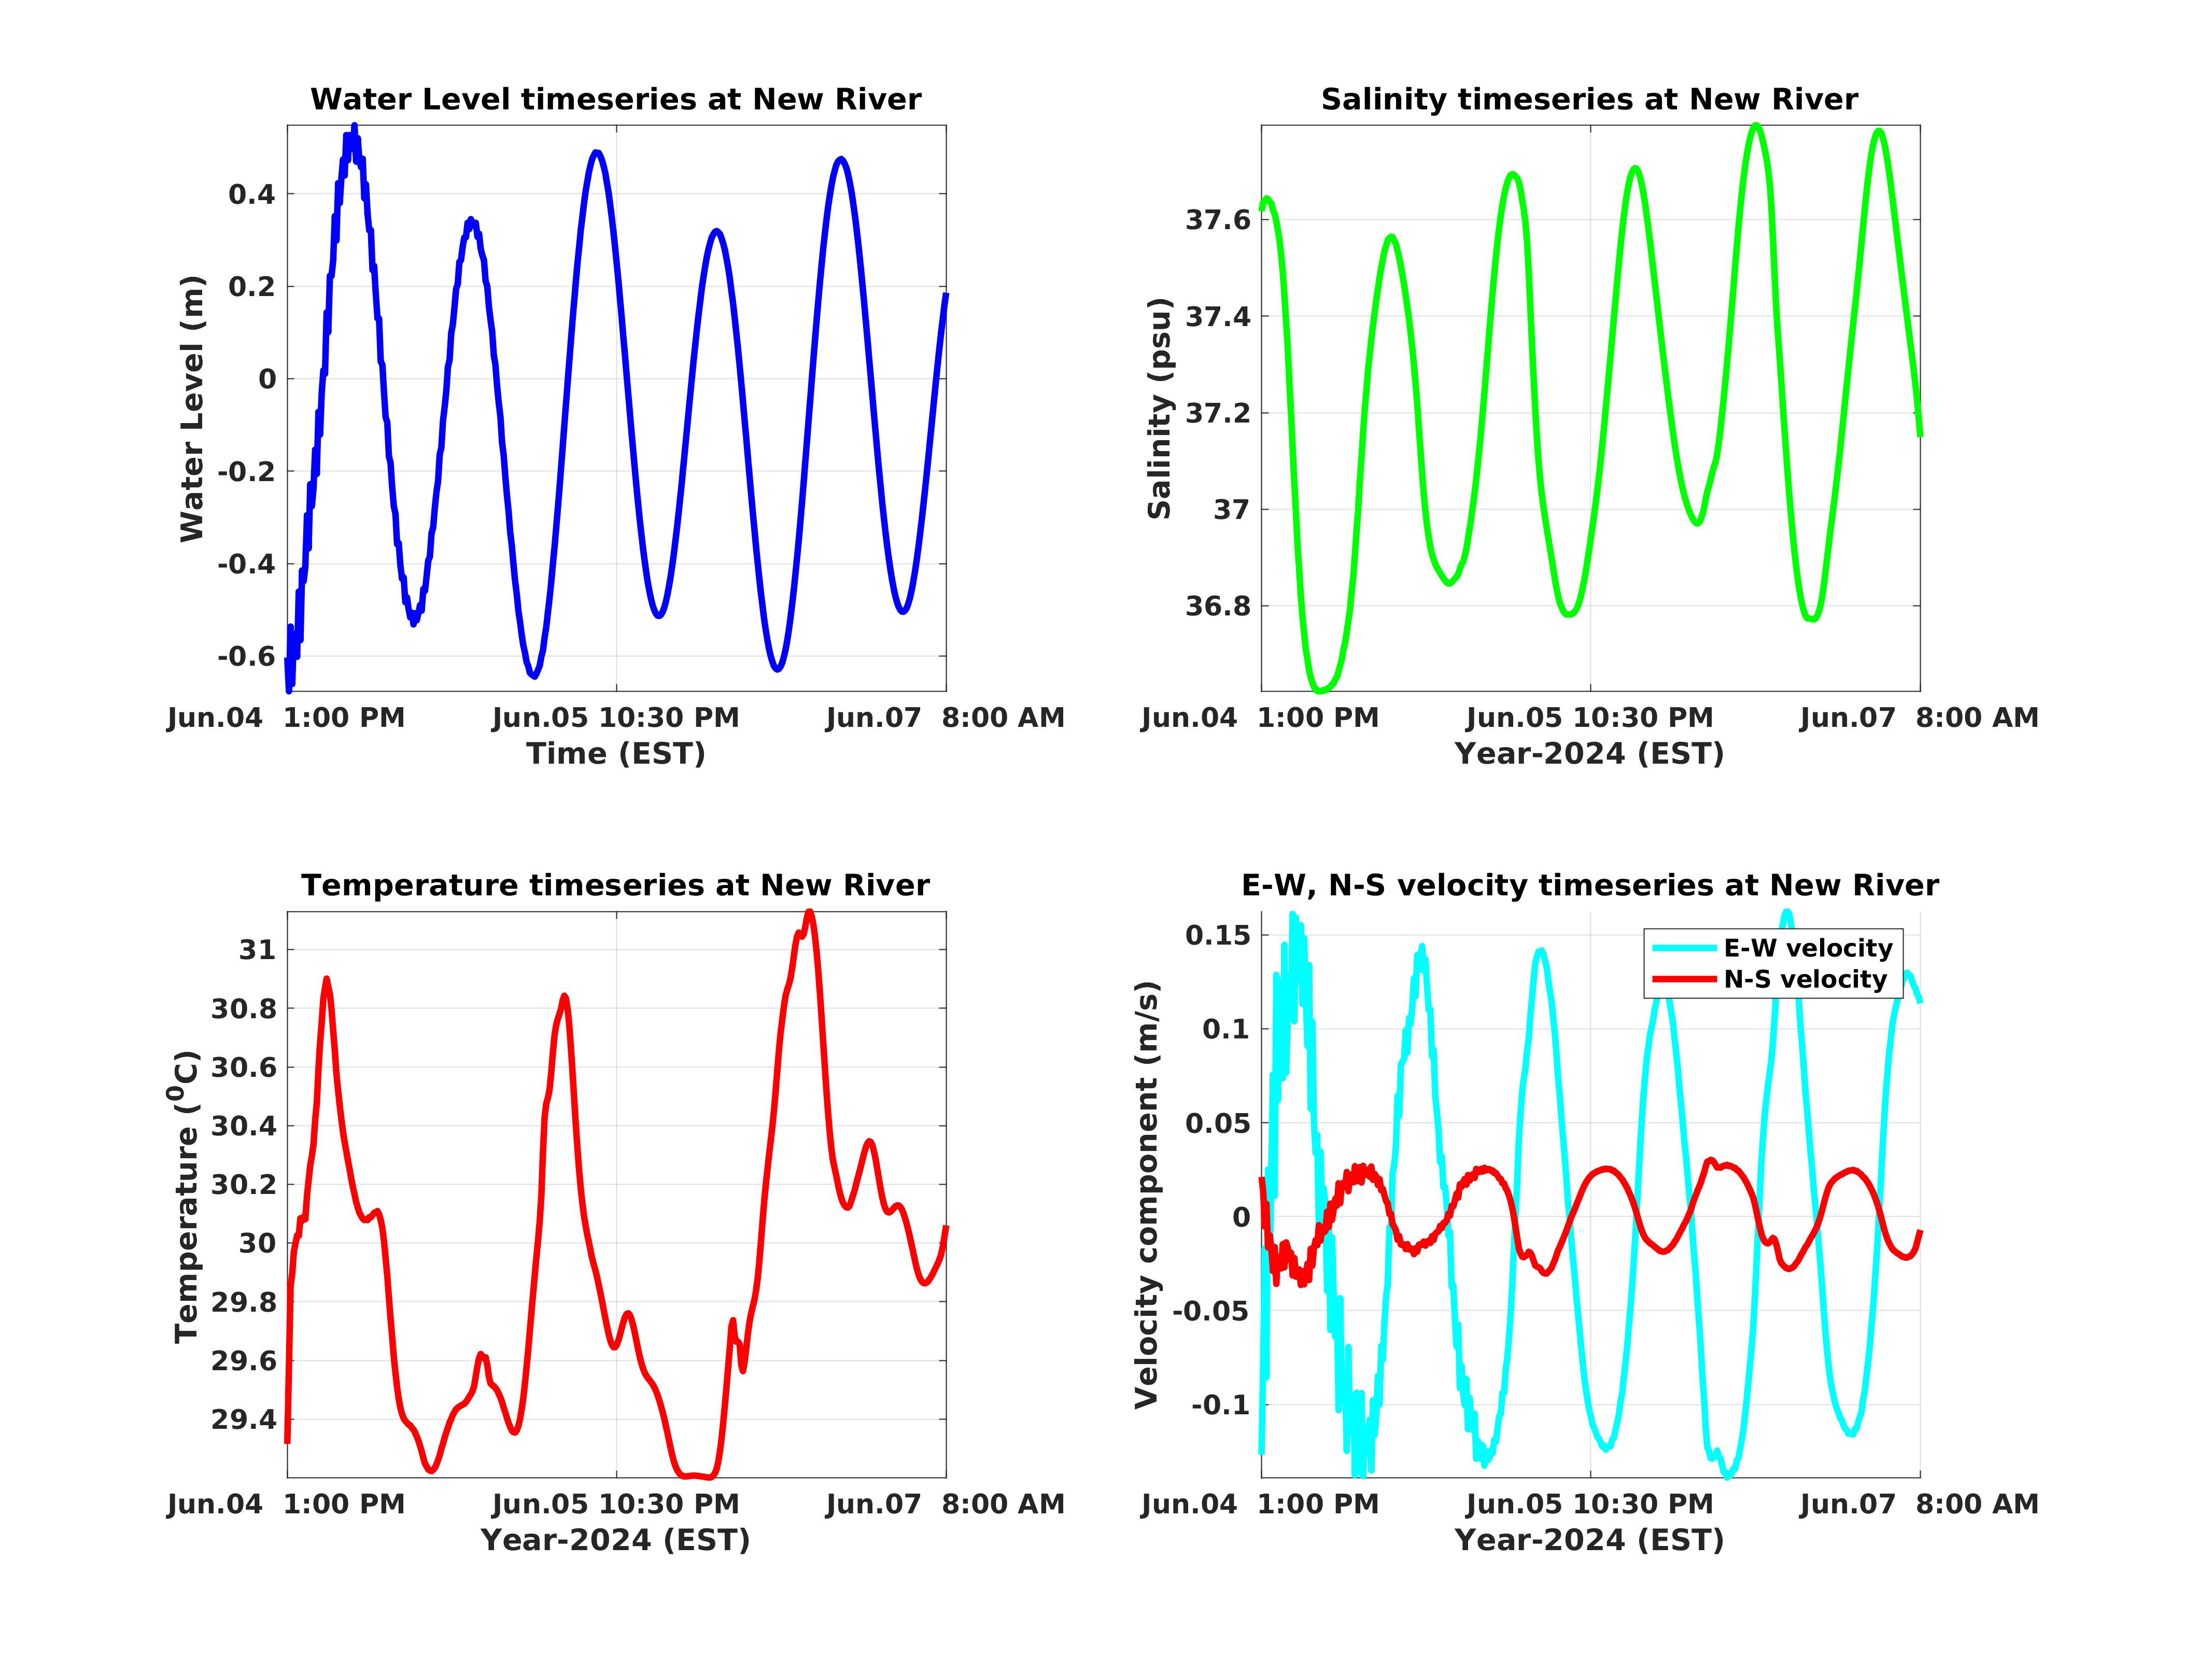 Water Level timeseries at New River
Water Level (m)
0.4
0.2
0
-0.2
-0.4
-0.6
Jun.04 1:00 PM
Jun.05 10:30 PM
Jun.07 8:00 AM
Time (EST)
Salinity timeseries at New River
Salinity (psu)
37.6
37.4
37.2
37
36.8
Jun.04 1:00 PM
Jun.05 10:30 PM
Jun.07 8:00 AM
Year-2024 (EST)
Temperature timeseries at New River
Temperature (⁰C)
31
30.8
30.6
30.4
30.2
30
29.8
29.6
29.4
Jun.04 1:00 PM
Jun.05 10:30 PM
Jun.07 8:00 AM
Year-2024 (EST)
E-W, N-S velocity timeseries at New River
Velocity component (m/s)
0.15
0.1
0.05
0
-0.05
-0.1
E-W velocity
N-S velocity
Jun.04 1:00 PM
Jun.05 10:30 PM
Jun.07 8:00 AM
Year-2024 (EST)